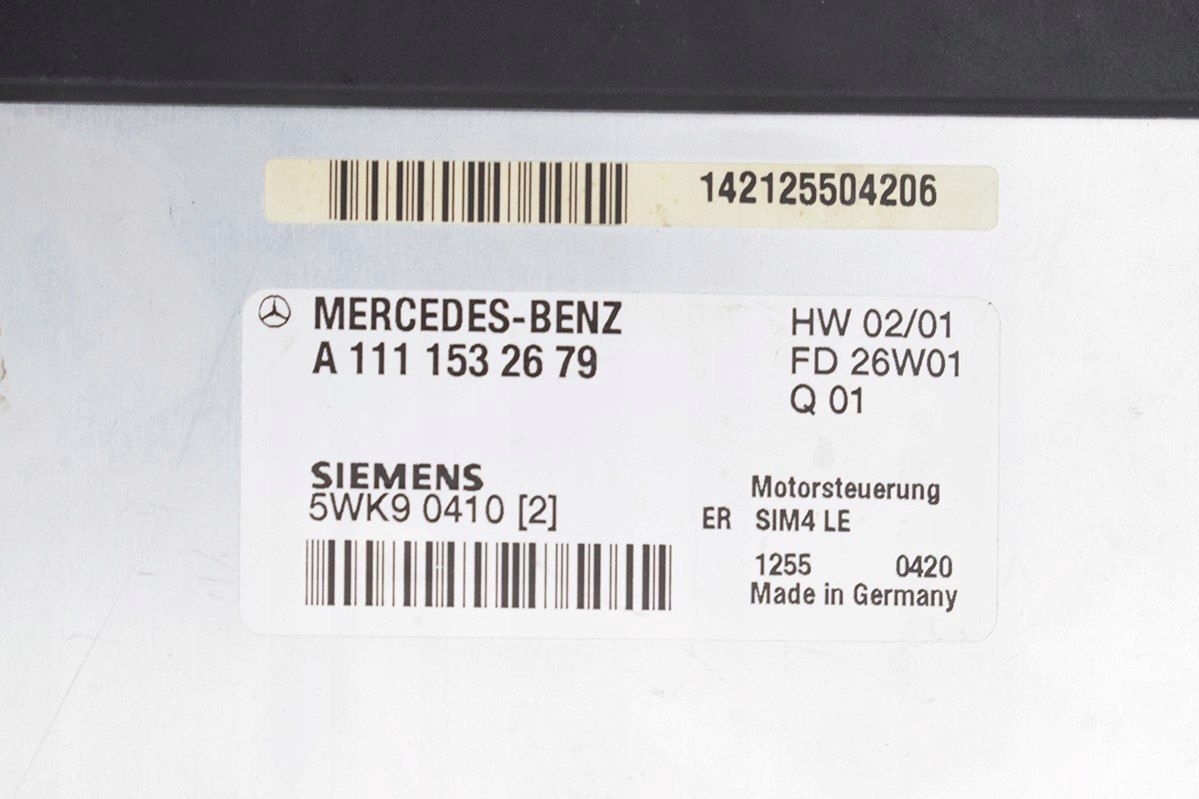 142125504206
MERCEDES-BENZ
A 111 153 26 79
HW 02/01
FD 26W01
Q 01
SIEMENS
5WK9 0410 [2]
Motorsteuerung
ER SIM4 LE
1255 0420
Made in Germany